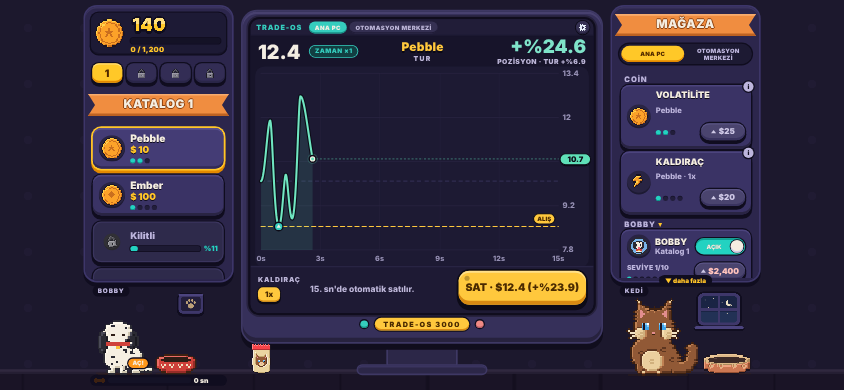 140
0 / 1,200
1
KATALOG 1
Pebble
$ 10
Ember
$ 100
Kilitli
%11
BOBBY
AÇI
0 sn
TRADE-OS
ANA PC
OTOMASYON MERKEZİ
12.4
ZAMAN ×1
Pebble
TUR
+%24.6
POZİSYON · TUR +%6.9
13.4
12
10.7
9.2
7.8
ALIŞ
0s
3s
6s
9s
12s
15s
KALDIRAÇ
1x
15. sn'de otomatik satılır.
SAT · $12.4 (+%23.9)
TRADE-OS 3000
MAĞAZA
ANA PC
OTOMASYON
MERKEZİ
COİN
VOLATİLİTE
Pebble
$25
KALDIRAÇ
Pebble · 1x
$20
BOBBY
BOBBY
Katalog 1
AÇIK
SEVİYE 1/10
$2,400
daha fazla
KEDİ